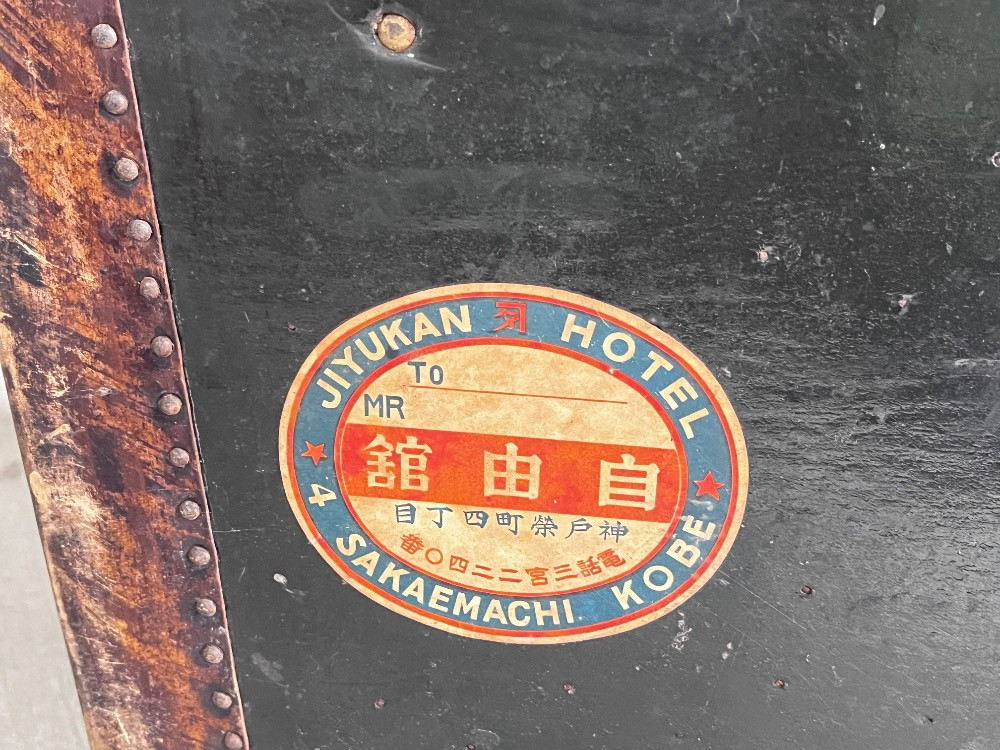 JIYUKAN HOTEL
To
MR
自由舘
神戸榮町四丁目
電話三宮二二四〇番
4 SAKAEMACHI KOBE